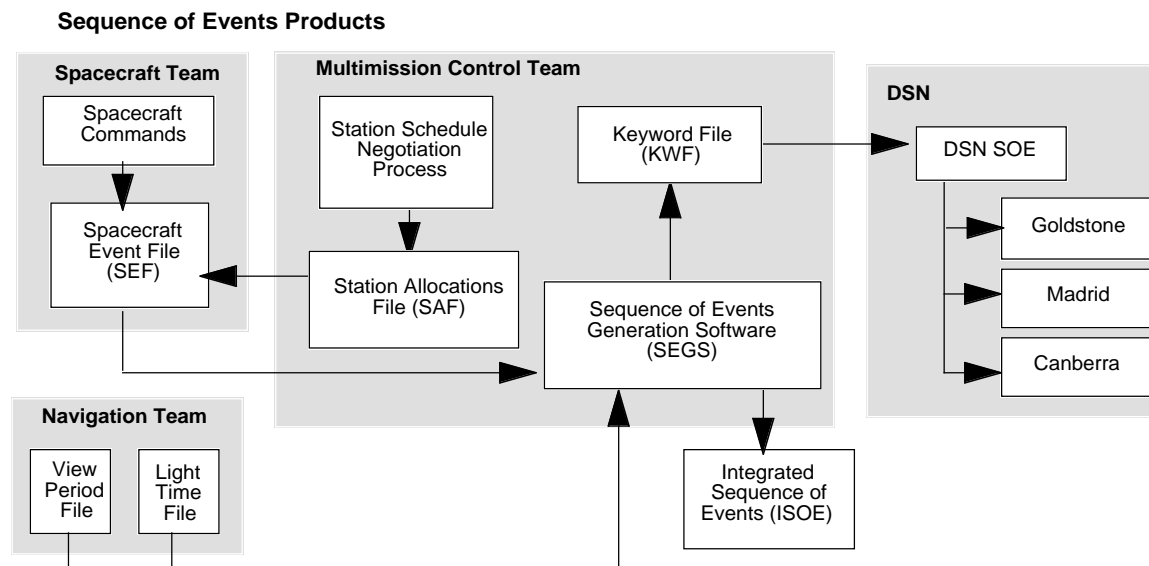 Sequence of Events Products
Spacecraft Team
Spacecraft
Commands
Spacecraft
Event File
(SEF)
Multimission Control Team
Station Schedule
Negotiation
Process
Station Allocations
File (SAF)
Keyword File
(KWF)
Sequence of Events
Generation Software
(SEGS)
DSN
DSN SOE
Goldstone
Madrid
Canberra
Navigation Team
View
Period
File
Light
Time
File
Integrated
Sequence of
Events (ISOE)